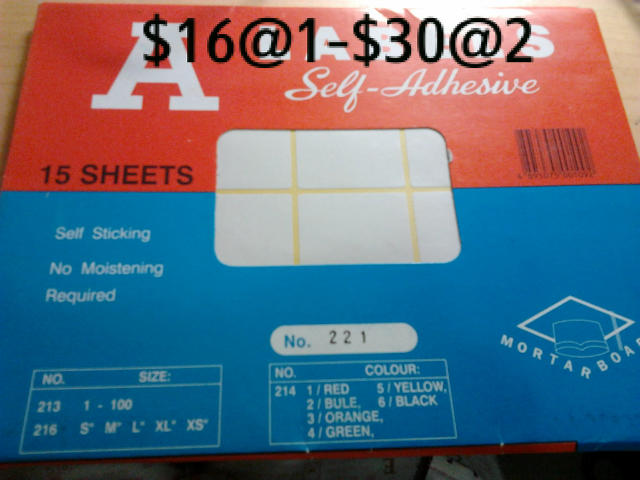 $16@1-$30@2
A
Self-Adhesive
15 SHEETS
Self Sticking
No Moistening
Required
No. 221
MORTARBOAR
NO. SIZE:
213 1 - 100
216 S" M" L" XL" XS"
NO. COLOUR:
214 1/RED 5/YELLOW,
2/BULE, 6/BLACK
3/ORANGE,
4/GREEN,